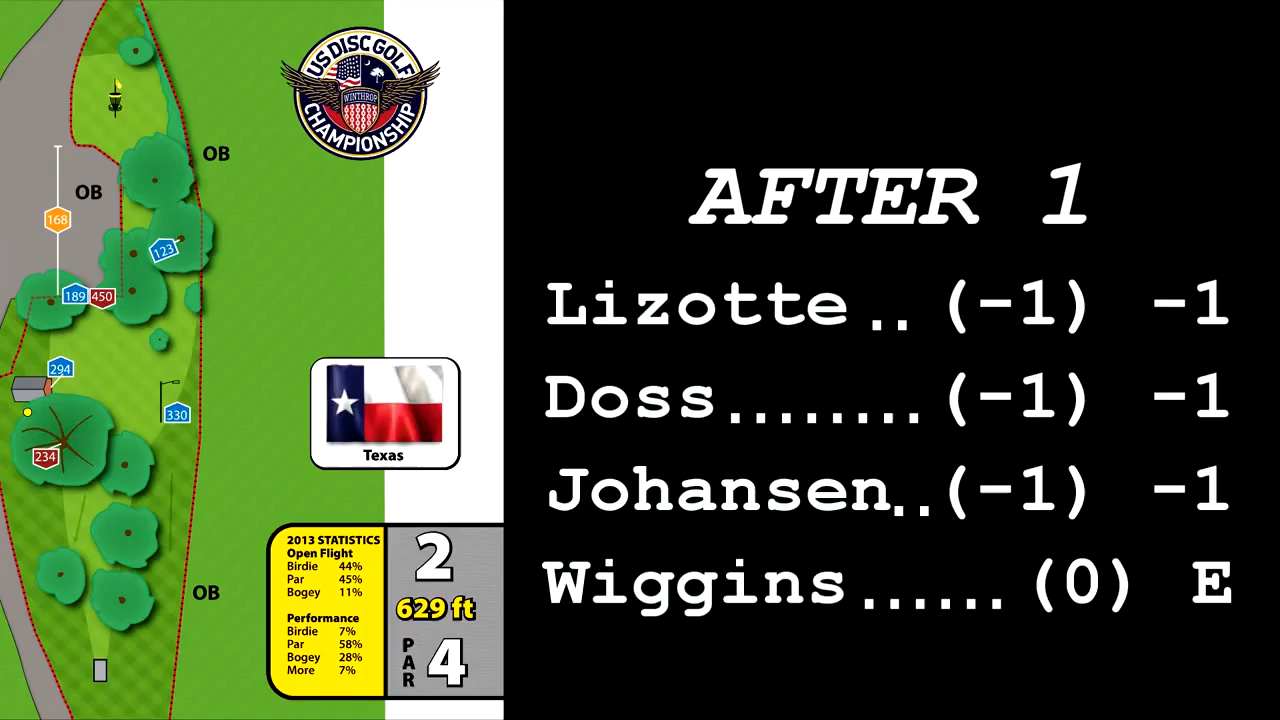 US DISC GOLF
WINTHROP
CHAMPIONSHIP
OB
OB
168
123
189 450
294
330
234
OB
Texas
2013 STATISTICS
Open Flight
Birdie 44%
Par 45%
Bogey 11%
Performance
Birdie 7%
Par 58%
Bogey 28%
More 7%
2
629 ft
PAR 4
AFTER 1
Lizotte .. (-1) -1
Doss ........ (-1) -1
Johansen .. (-1) -1
Wiggins ...... (0) E